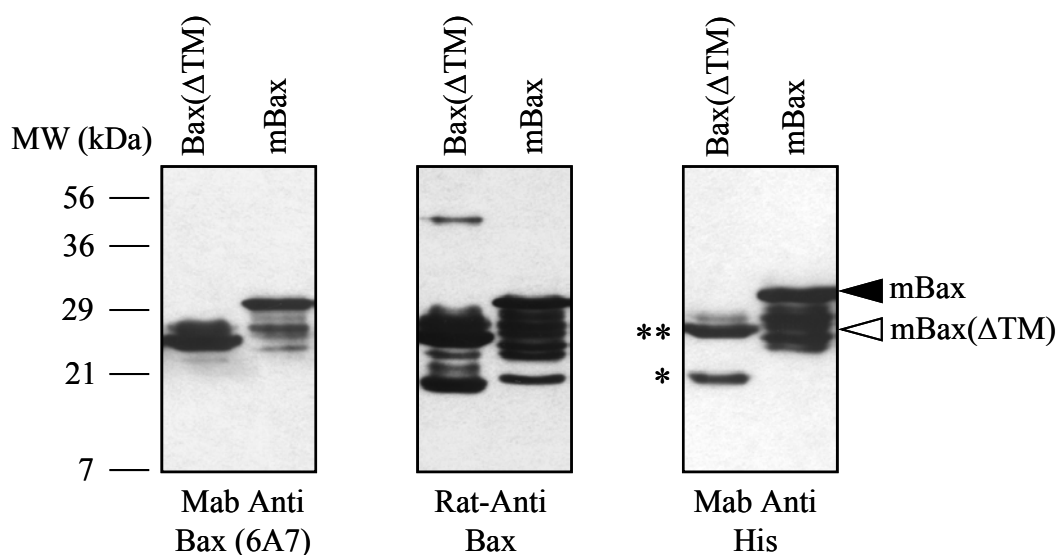 MW (kDa)
Bax(ΔTM)
mBax
Bax(ΔTM)
mBax
Bax(ΔTM)
mBax
56
36
29
21
7
**
*
mBax
mBax(ΔTM)
Mab Anti
Bax (6A7)
Rat-Anti
Bax
Mab Anti
His